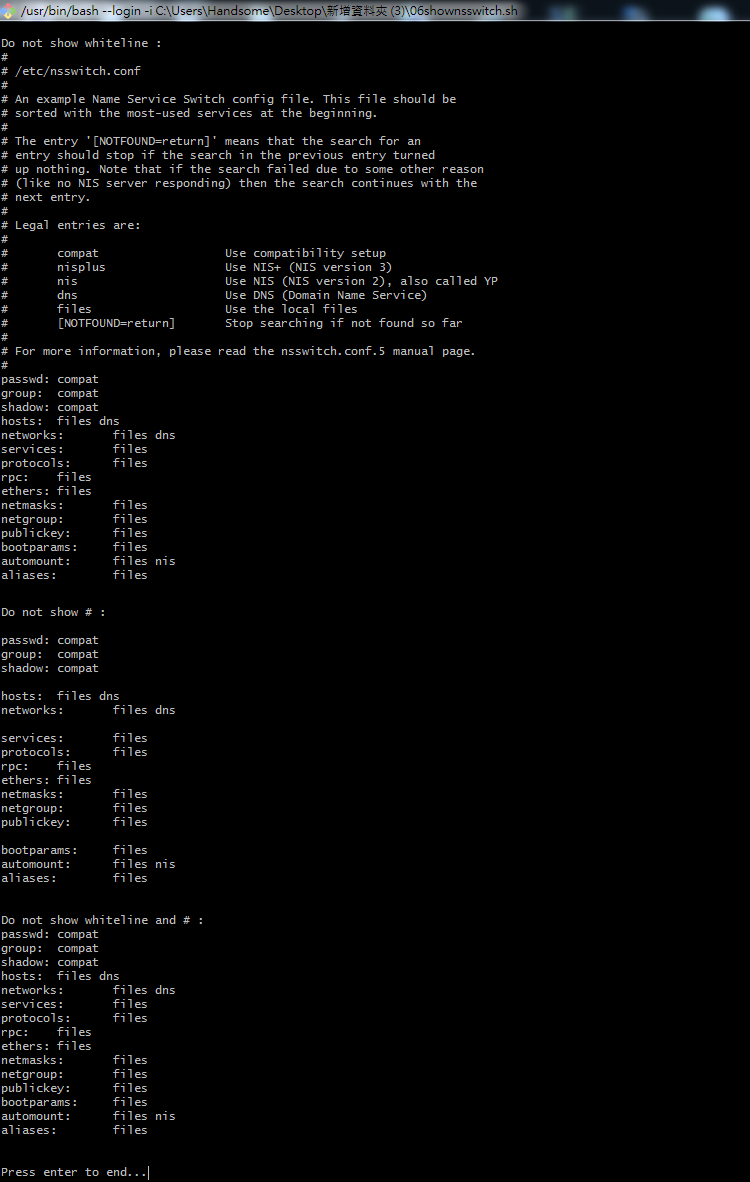 /usr/bin/bash --login -i C:\Users\Handsome\Desktop\新增資料夾 (3)\06shownsswitch.sh
Do not show whiteline :
#
# /etc/nsswitch.conf
#
# An example Name Service Switch config file. This file should be
# sorted with the most-used services at the beginning.
#
# The entry '[NOTFOUND=return]' means that the search for an
# entry should stop if the search in the previous entry turned
# up nothing. Note that if the search failed due to some other reason
# (like no NIS server responding) then the search continues with the
# next entry.
#
# Legal entries are:
#
#       compat                  Use compatibility setup
#       nisplus                 Use NIS+ (NIS version 3)
#       nis                     Use NIS (NIS version 2), also called YP
#       dns                     Use DNS (Domain Name Service)
#       files                   Use the local files
#       [NOTFOUND=return]       Stop searching if not found so far
#
# For more information, please read the nsswitch.conf.5 manual page.
#
passwd: compat
group:  compat
shadow: compat
hosts:  files dns
networks:       files dns
services:       files
protocols:      files
rpc:    files
ethers: files
netmasks:       files
netgroup:       files
publickey:      files
bootparams:     files
automount:      files nis
aliases:        files
Do not show # :
passwd: compat
group:  compat
shadow: compat
hosts:  files dns
networks:       files dns
services:       files
protocols:      files
rpc:    files
ethers: files
netmasks:       files
netgroup:       files
publickey:      files
bootparams:     files
automount:      files nis
aliases:        files
Do not show whiteline and # :
passwd: compat
group:  compat
shadow: compat
hosts:  files dns
networks:       files dns
services:       files
protocols:      files
rpc:    files
ethers: files
netmasks:       files
netgroup:       files
publickey:      files
bootparams:     files
automount:      files nis
aliases:        files
Press enter to end...